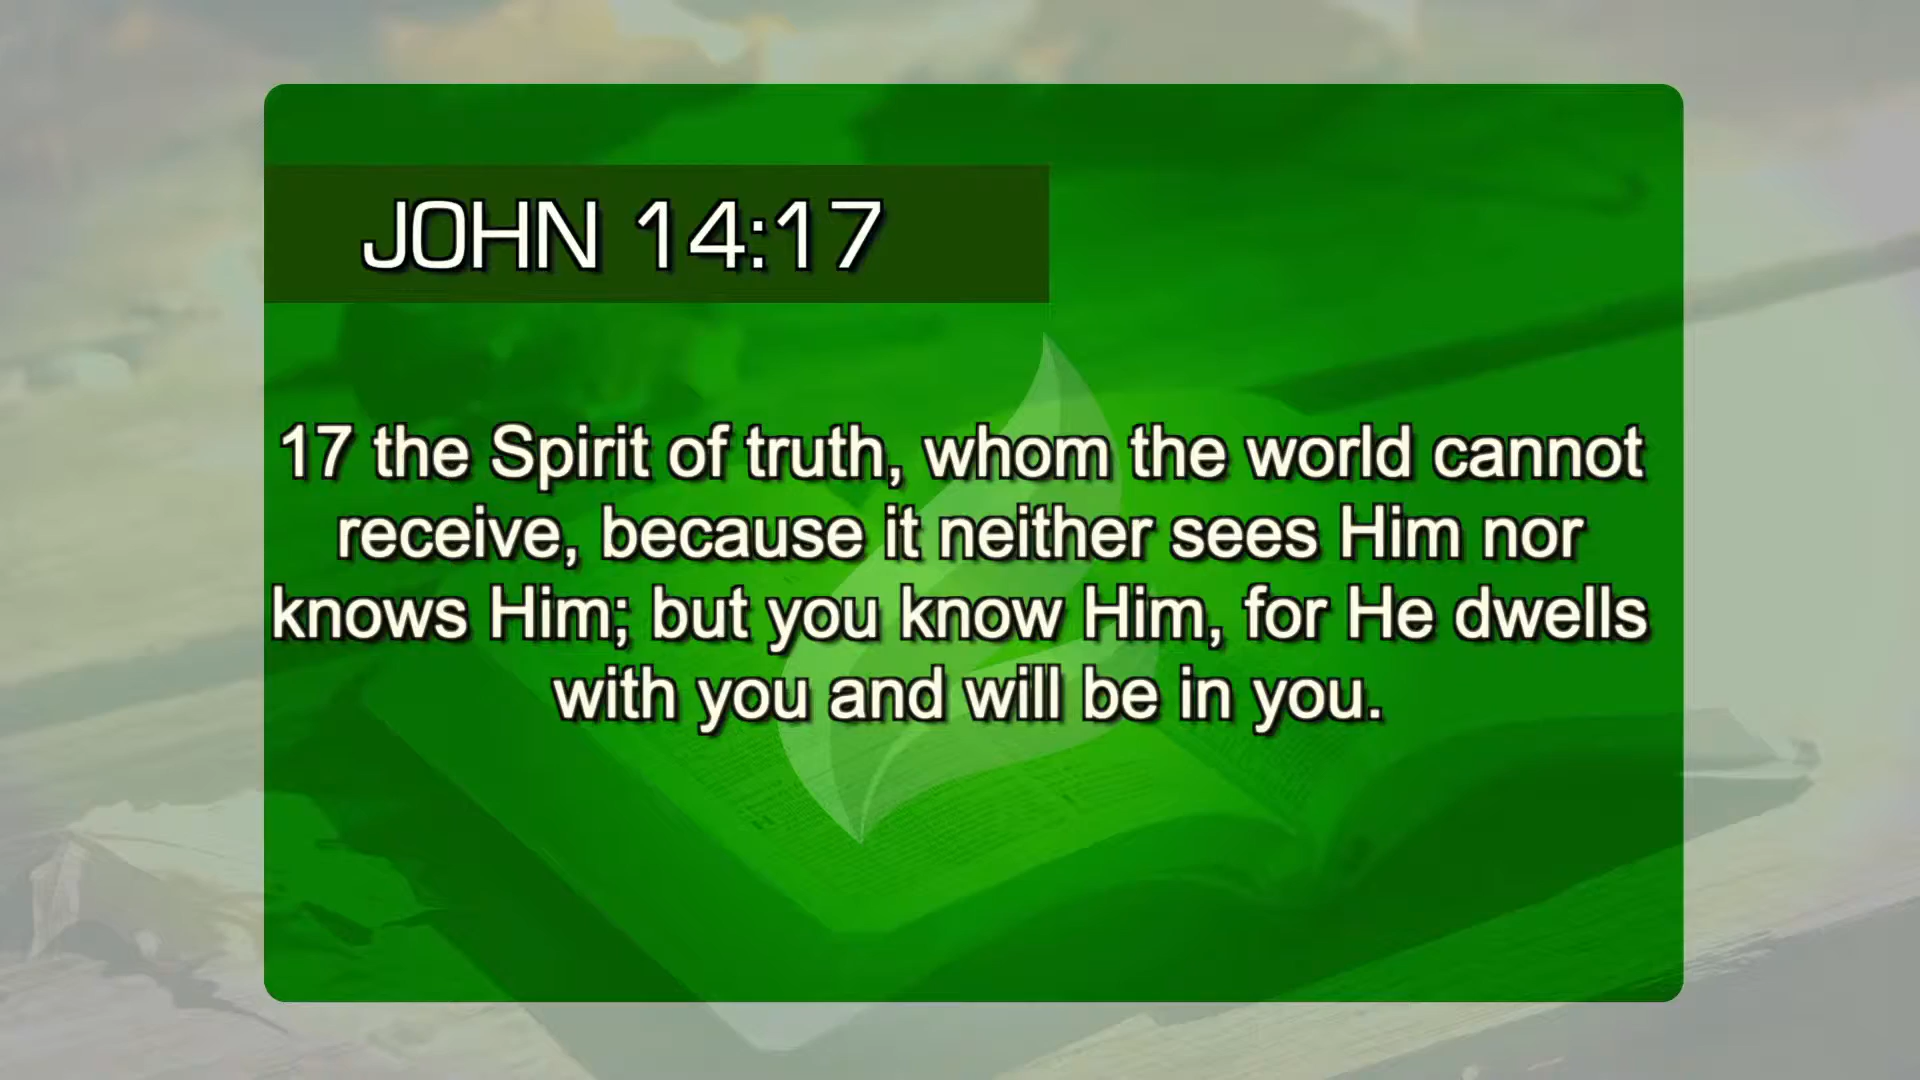 JOHN 14:17
17 the Spirit of truth, whom the world cannot
receive, because it neither sees Him nor
knows Him; but you know Him, for He dwells
with you and will be in you.